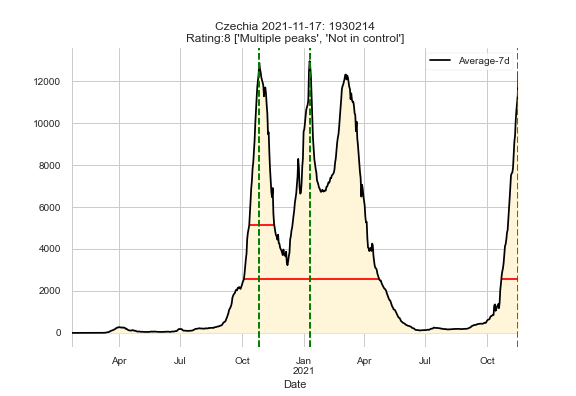 Czechia 2021-11-17: 1930214
Rating:8 ['Multiple peaks', 'Not in control']
Average-7d
12000
10000
8000
6000
4000
2000
0
Apr Jul Oct Jan Apr Jul Oct
2021
Date